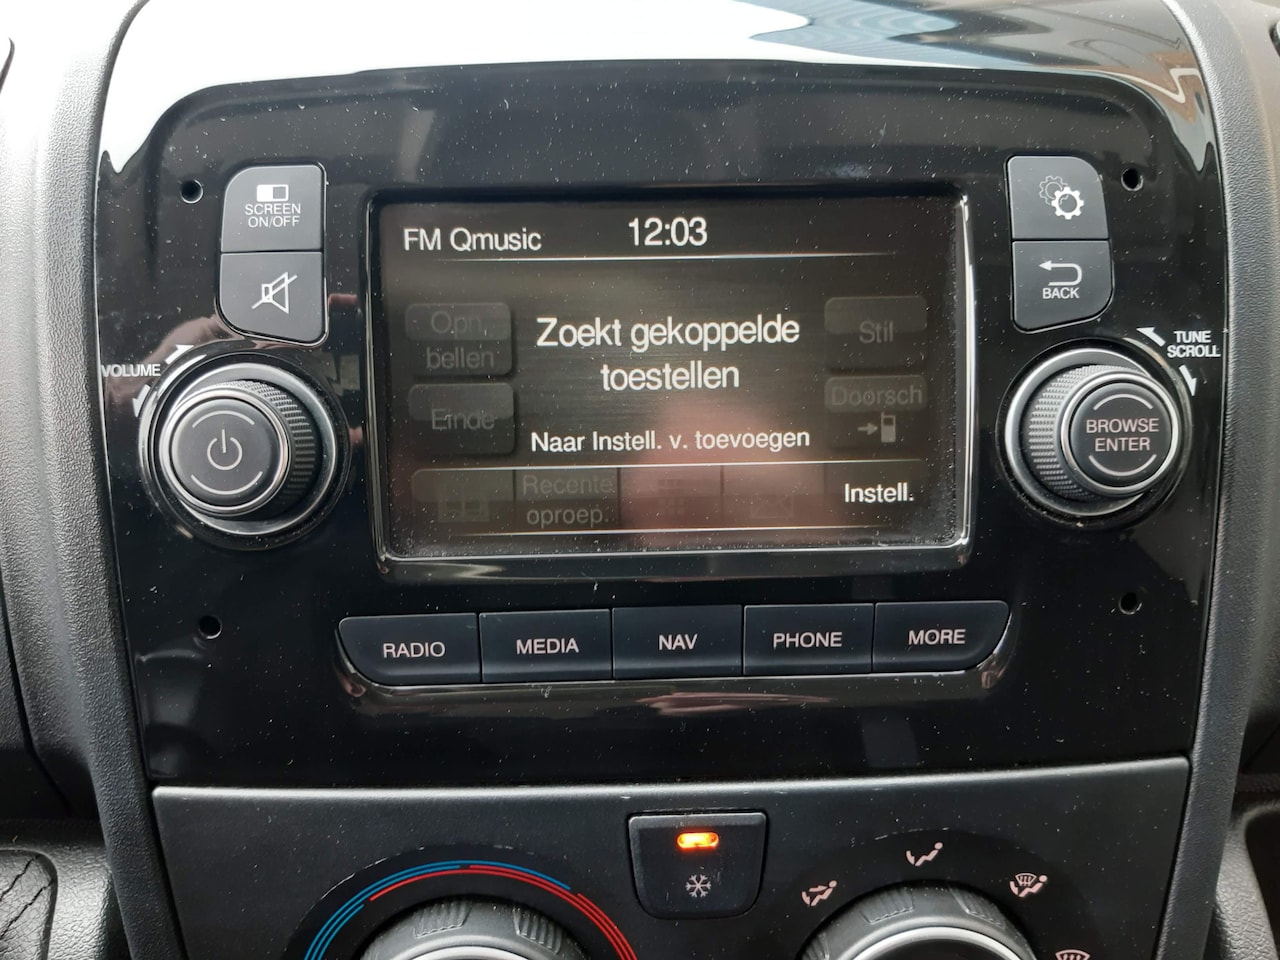 SCREEN
ON/OFF
FM Qmusic
12:03
BACK
Opn.
bellen
Zoekt gekoppelde
toestellen
Stil
VOLUME
TUNE
SCROLL
Einde
Doorsch
Naar Instell. v. toevoegen
BROWSE
ENTER
Recente
oproep.
Instell.
RADIO
MEDIA
NAV
PHONE
MORE